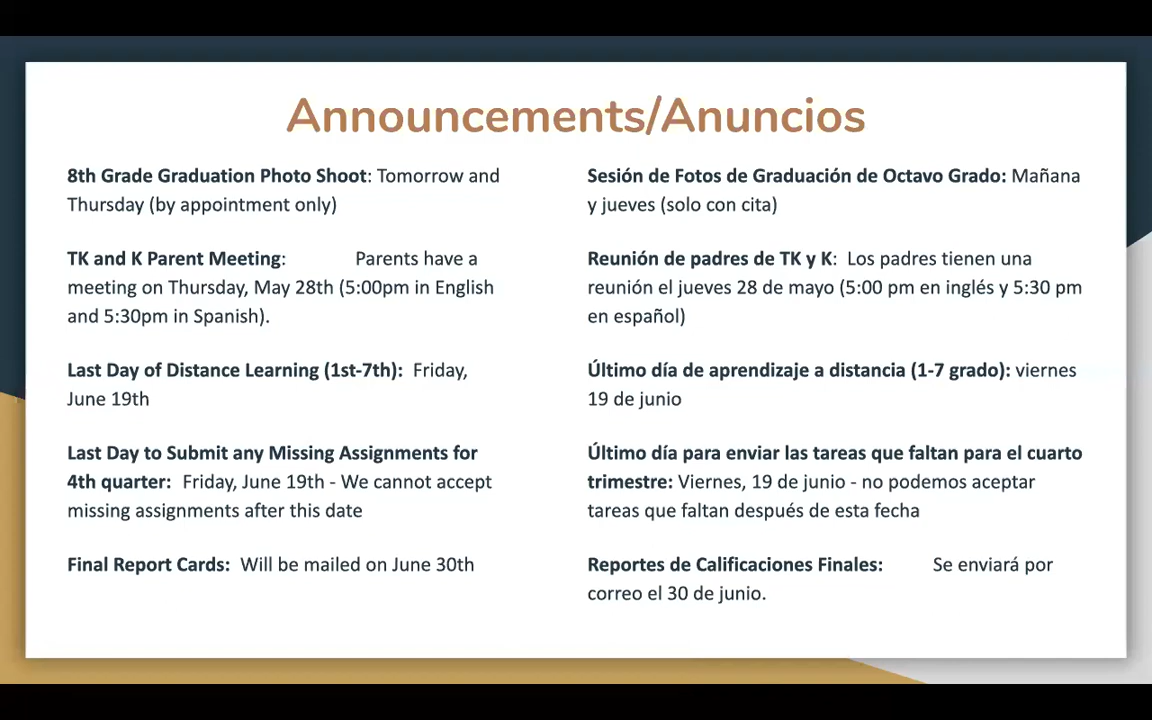 Announcements/Anuncios
8th Grade Graduation Photo Shoot: Tomorrow and
Thursday (by appointment only)
TK and K Parent Meeting: Parents have a
meeting on Thursday, May 28th (5:00pm in English
and 5:30pm in Spanish).
Last Day of Distance Learning (1st-7th): Friday,
June 19th
Last Day to Submit any Missing Assignments for
4th quarter: Friday, June 19th - We cannot accept
missing assignments after this date
Final Report Cards: Will be mailed on June 30th
Sesión de Fotos de Graduación de Octavo Grado: Mañana
y jueves (solo con cita)
Reunión de padres de TK y K: Los padres tienen una
reunión el jueves 28 de mayo (5:00 pm en inglés y 5:30 pm
en español)
Último día de aprendizaje a distancia (1-7 grado): viernes
19 de junio
Último día para enviar las tareas que faltan para el cuarto
trimestre: Viernes, 19 de junio - no podemos aceptar
tareas que faltan después de esta fecha
Reportes de Calificaciones Finales: Se enviará por
correo el 30 de junio.